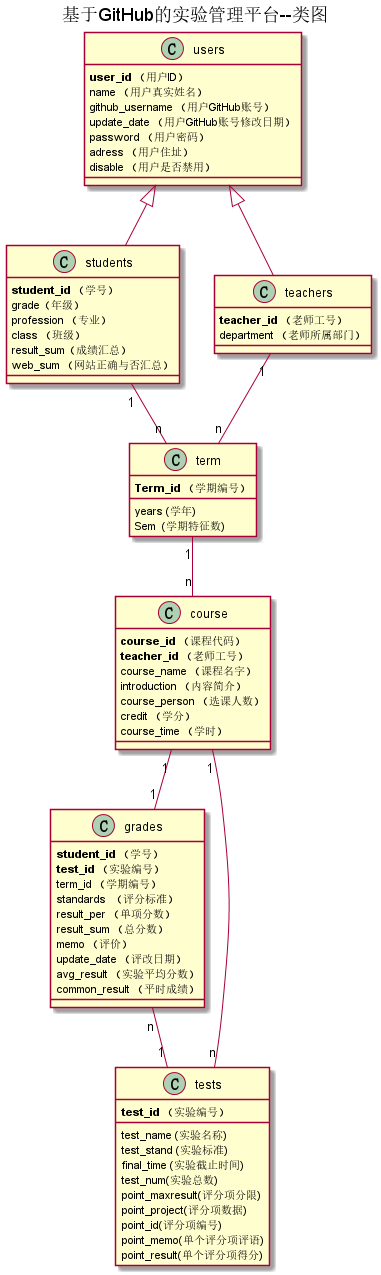 基于GitHub的实验管理平台--类图
C users
user_id （用户ID）
name （用户真实姓名）
github_username （用户GitHub账号）
update_date （用户GitHub账号修改日期）
password （用户密码）
adress （用户住址）
disable （用户是否禁用）
C students
student_id （学号）
grade（年级）
profession （专业）
class （班级）
result_sum（成绩汇总）
web_sum （网站正确与否汇总）
C teachers
teacher_id （老师工号）
department （老师所属部门）
1
1
n
n
C term
Term_id （学期编号）
years (学年)
Sem (学期特征数)
1
n
C course
course_id （课程代码）
teacher_id （老师工号）
course_name （课程名字）
introduction （内容简介）
course_person （选课人数）
credit （学分）
course_time （学时）
1
1
1
C grades
student_id （学号）
test_id （实验编号）
term_id （学期编号）
standards （评分标准）
result_per （单项分数）
result_sum （总分数）
memo （评价）
update_date （评改日期）
avg_result （实验平均分数）
common_result （平时成绩）
n
1
n
C tests
test_id （实验编号）
test_name (实验名称)
test_stand (实验标准)
final_time (实验截止时间)
test_num(实验总数)
point_maxresult(评分项分限)
point_project(评分项数据)
point_id(评分项编号)
point_memo(单个评分项评语)
point_result(单个评分项得分)